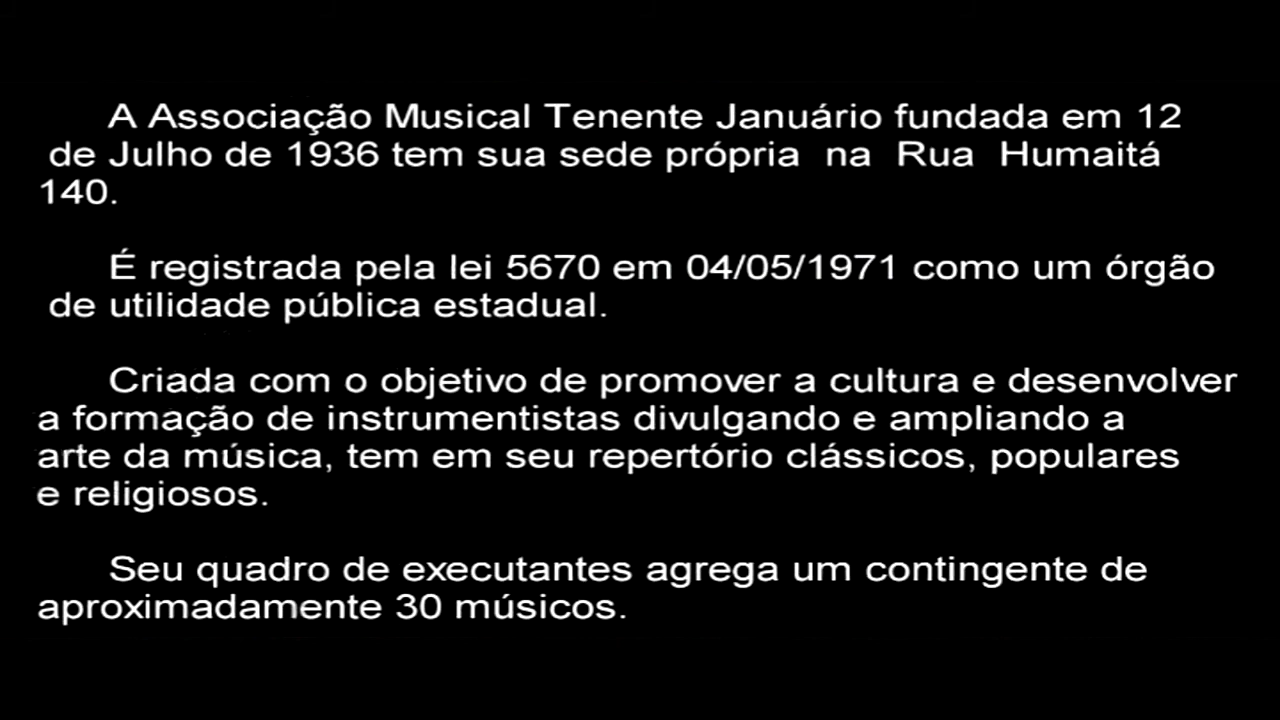 A Associação Musical Tenente Januário fundada em 12
de Julho de 1936 tem sua sede própria na Rua Humaitá
140.
É registrada pela lei 5670 em 04/05/1971 como um órgão
de utilidade pública estadual.
Criada com o objetivo de promover a cultura e desenvolver
a formação de instrumentistas divulgando e ampliando a
arte da música, tem em seu repertório clássicos, populares
e religiosos.
Seu quadro de executantes agrega um contingente de
aproximadamente 30 músicos.